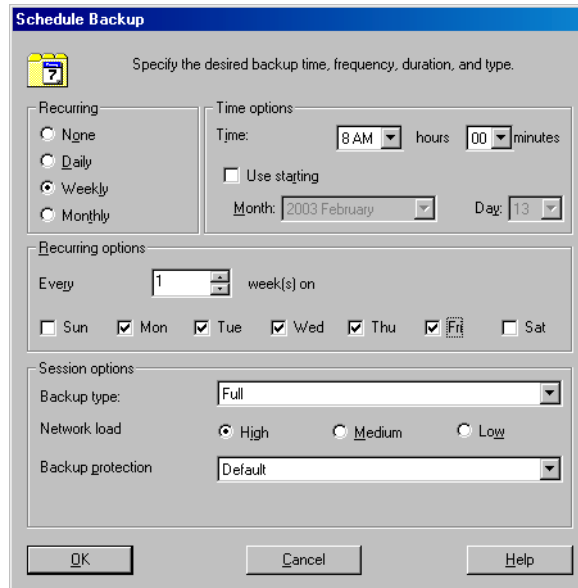 Schedule Backup
7
Specify the desired backup time, frequency, duration, and type.
Recurring
None
Daily
Weekly
Monthly
Time options
Time: 8 AM hours 00 minutes
Use starting
Month: 2003 February Day: 13
Recurring options
Every 1 week(s) on
Sun Mon Tue Wed Thu Fri Sat
Session options
Backup type: Full
Network load High Medium Low
Backup protection Default
OK Cancel Help